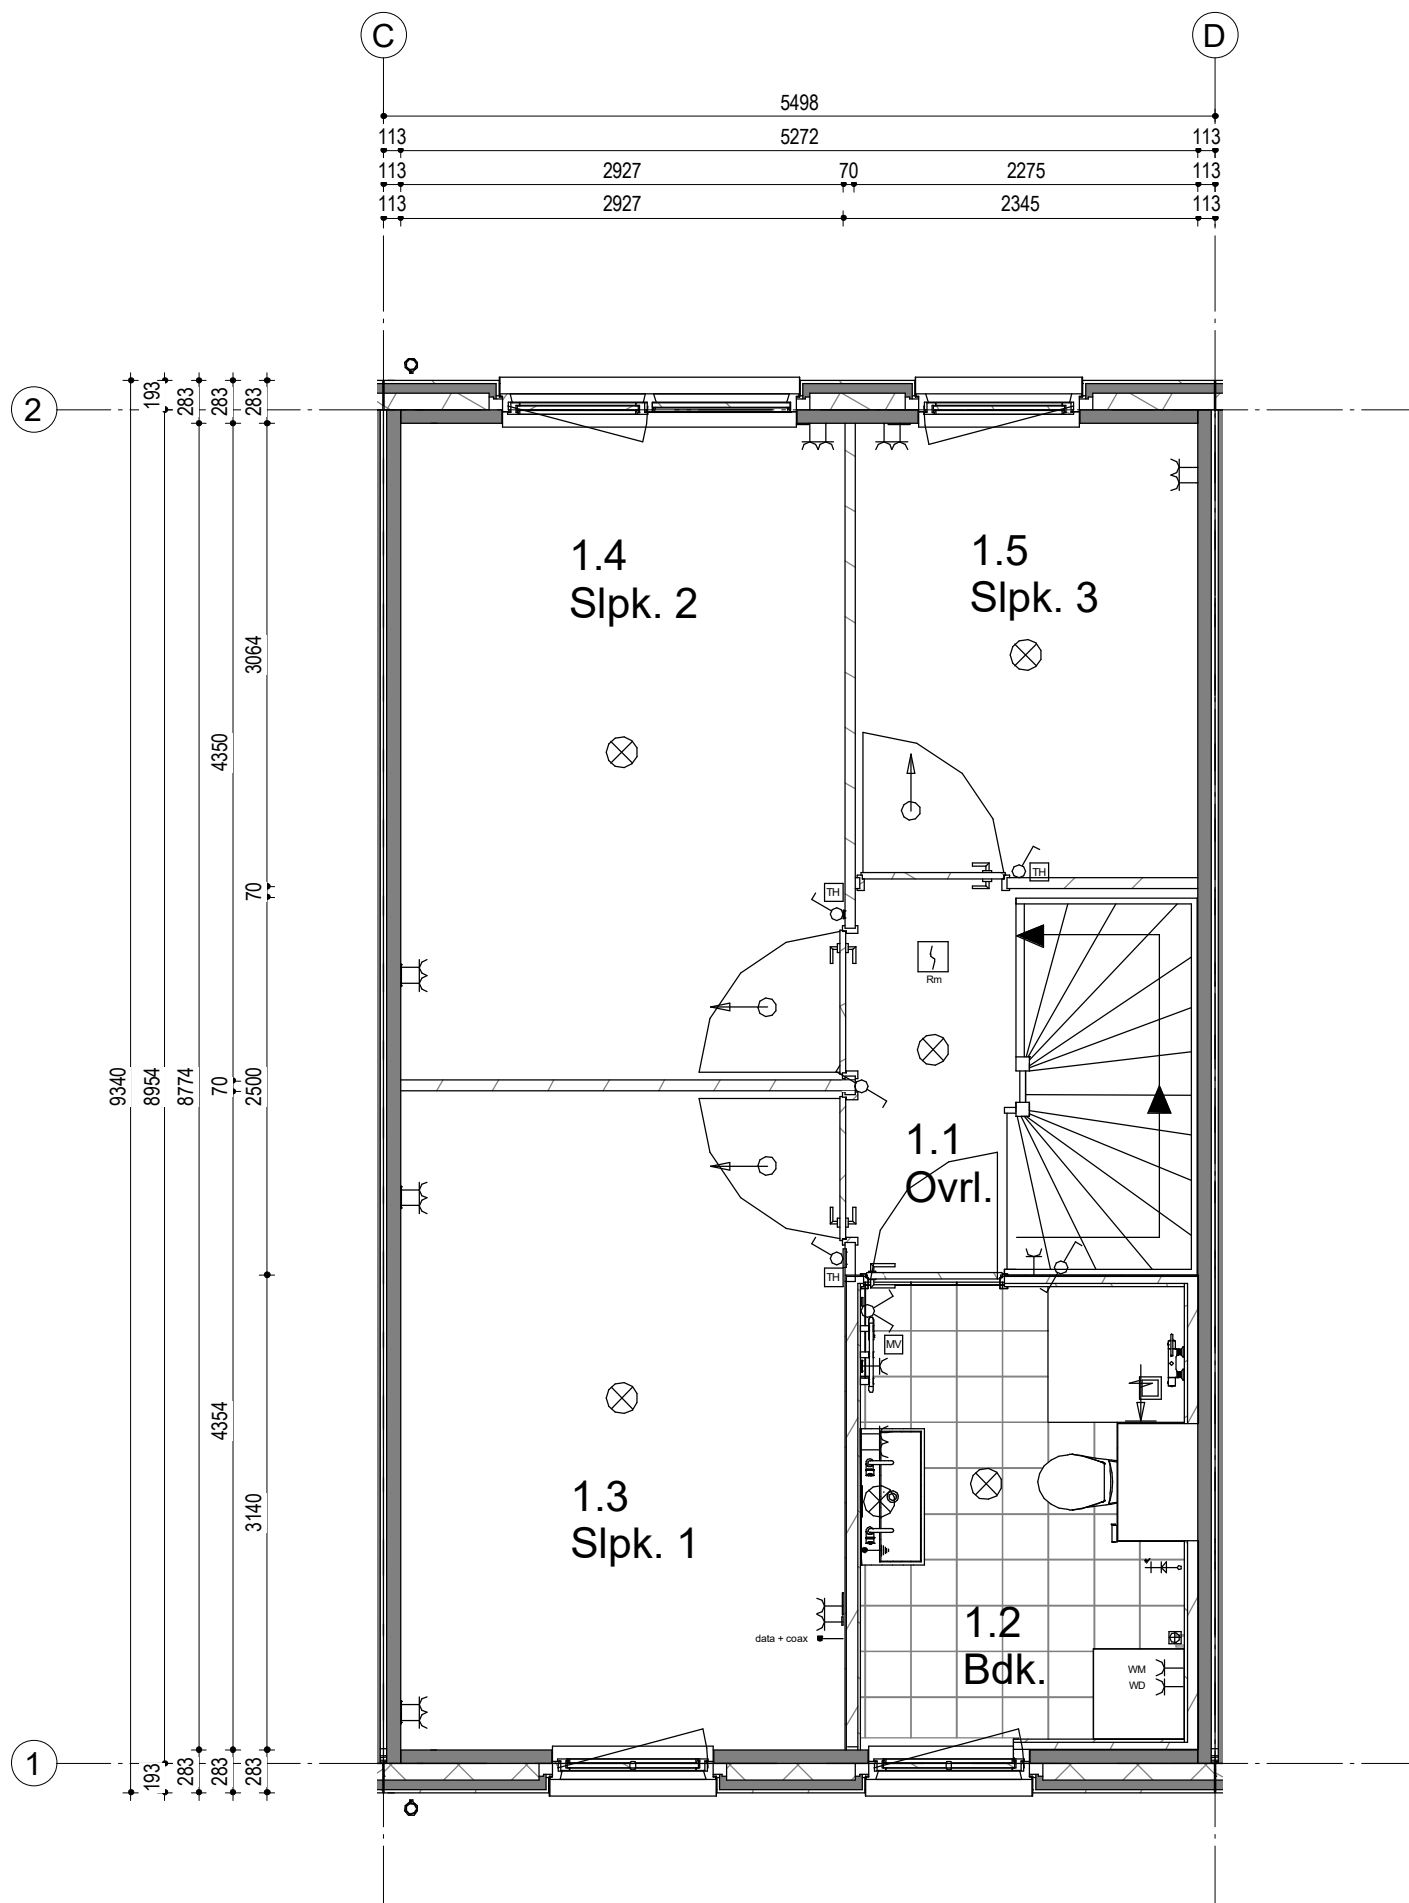 C
D
5498
113 5272 113
113 2927 70 2275 113
113 2927 2345 113
2
193
283
283
283
1.4
Slpk. 2
1.5
Slpk. 3
3064
4350
70
TH
TH
Rm
9340
8954
8774
70
2500
1.1
Ovrl.
TH
MV
4354
3140
1.3
Slpk. 1
data + coax
1.2
Bdk.
WM
WD
1
193
283
283
283